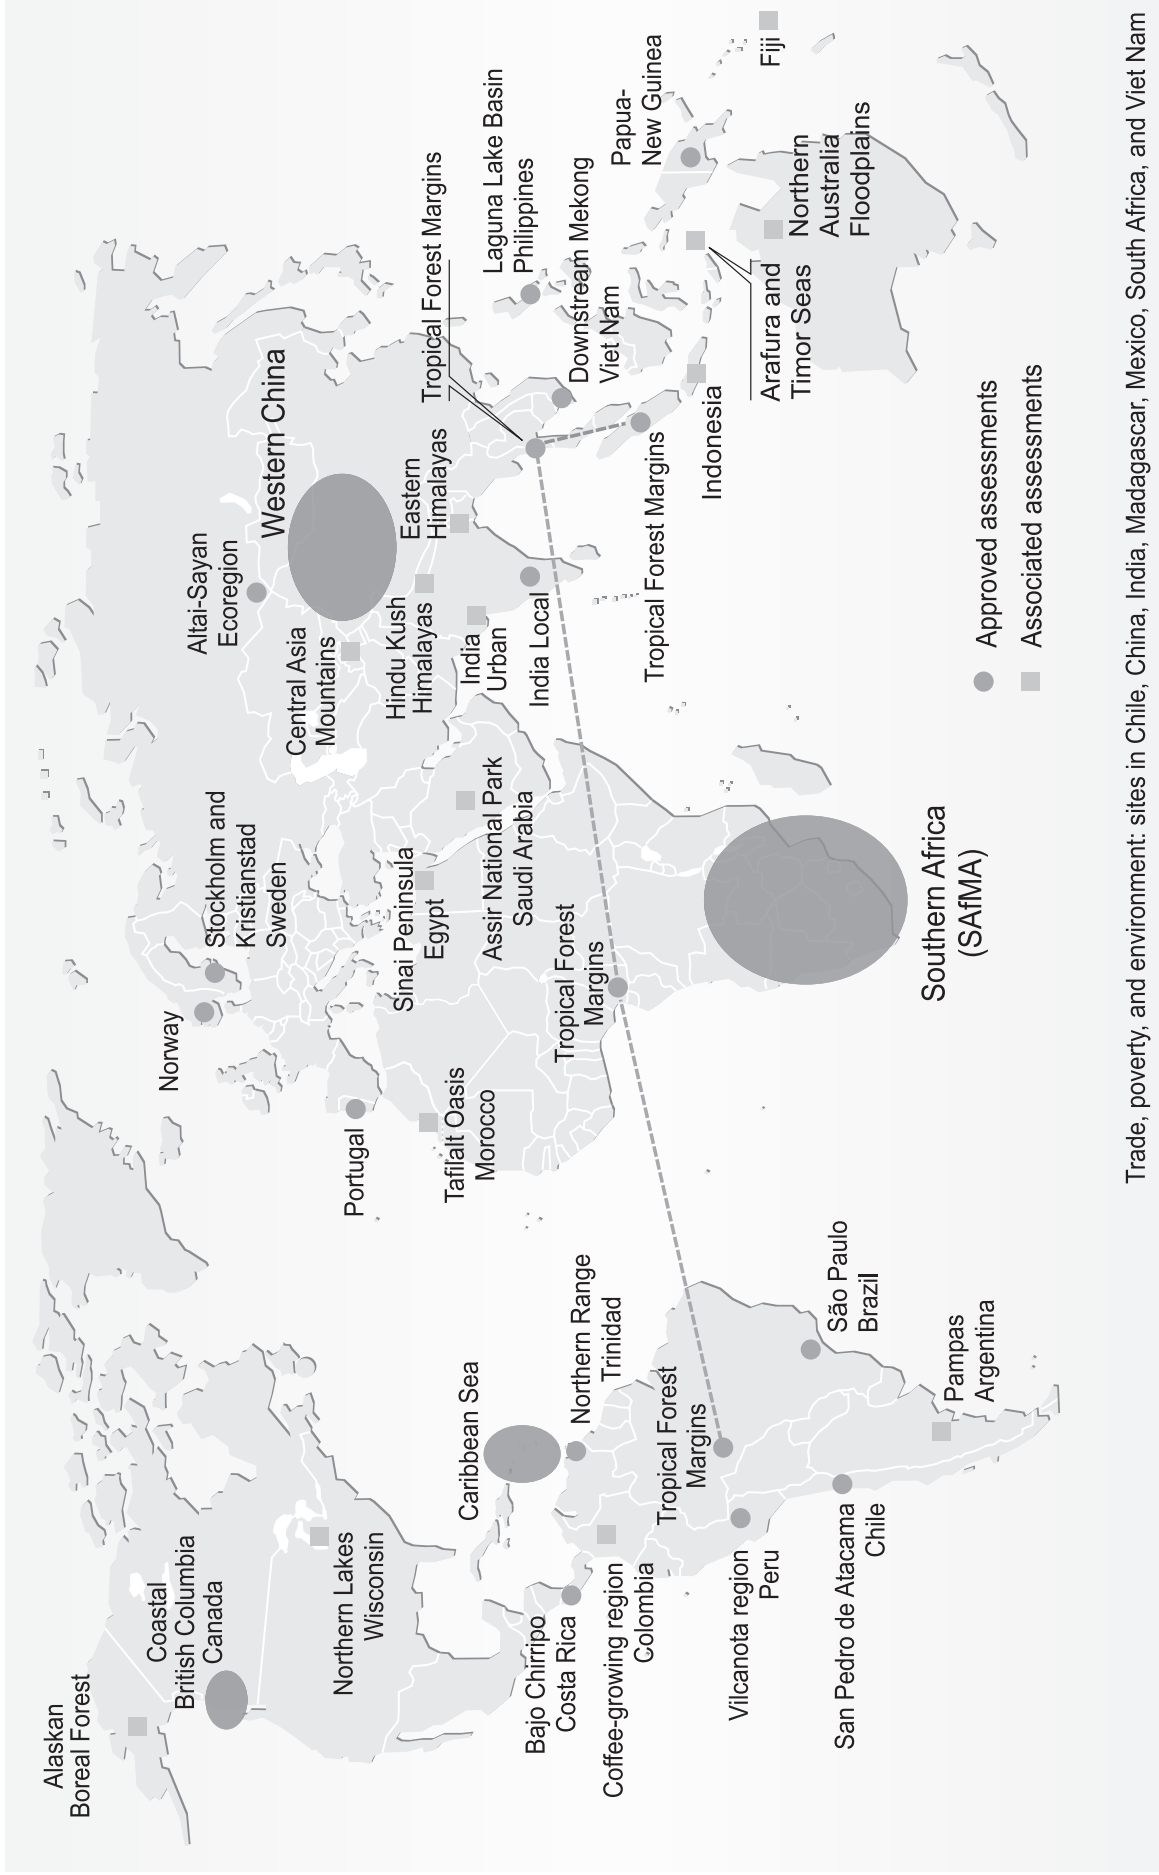 Alaskan
Boreal Forest
Coastal
British Columbia
Canada
Northern Lakes
Wisconsin
Caribbean Sea
Bajo Chirripo
Costa Rica
Northern Range
Trinidad
Coffee-growing region
Colombia
Tropical Forest
Margins
Vilcanota region
Peru
São Paulo
Brazil
San Pedro de Atacama
Chile
Pampas
Argentina
Norway
Stockholm and
Kristianstad
Sweden
Portugal
Tafilalt Oasis
Morocco
Sinai Peninsula
Egypt
Assir National Park
Saudi Arabia
Tropical Forest
Margins
Southern Africa
(SAfMA)
Altai-Sayan
Ecoregion
Western China
Central Asia
Mountains
Hindu Kush
Himalayas
Eastern
Himalayas
India
Urban
India Local
Tropical Forest Margins
Laguna Lake Basin
Philippines
Downstream Mekong
Viet Nam
Tropical Forest Margins
Indonesia
Papua-
New Guinea
Arafura and
Timor Seas
Northern
Australia
Floodplains
Fiji
Approved assessments
Associated assessments
Trade, poverty, and environment: sites in Chile, China, India, Madagascar, Mexico, South Africa, and Viet Nam